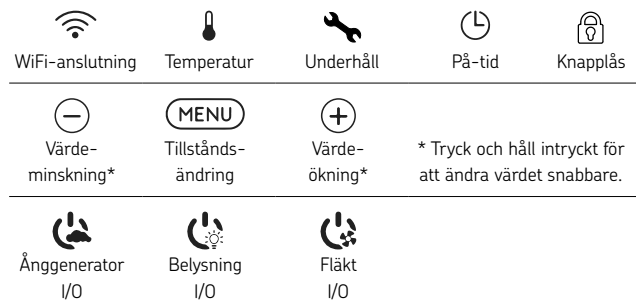 WiFi-anslutning Temperatur Underhåll På-tid Knapplås
MENU
Värde- Tillstånds- Värde- * Tryck och håll intryckt för
minskning* ändring ökning* att ändra värdet snabbare.
Ånggenerator Belysning Fläkt
I/O I/O I/O